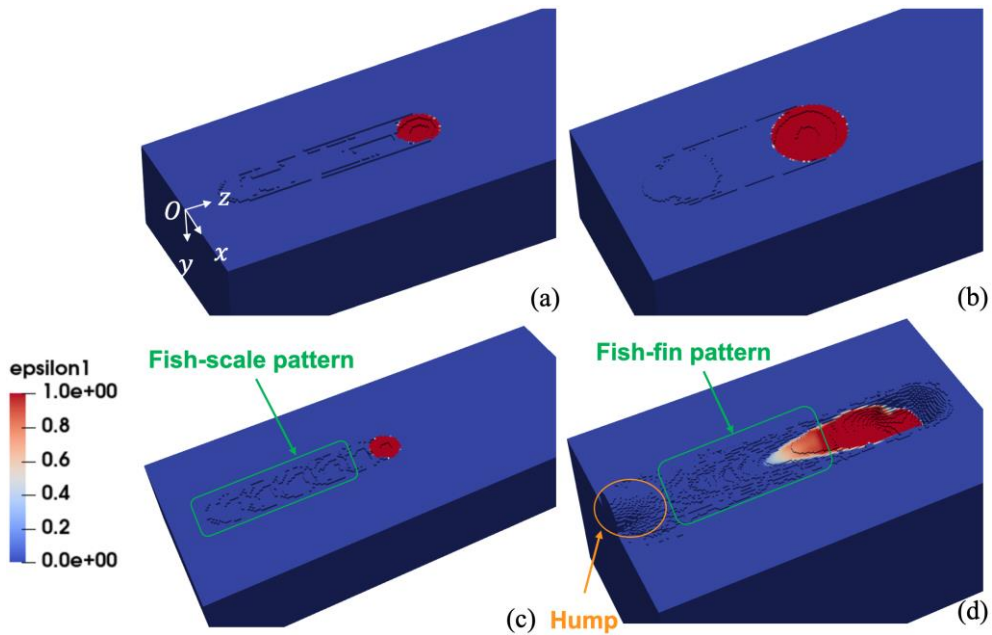 O
z
x
y
(a)
(b)
epsilon1
1.0e+00
0.8
0.6
0.4
0.2
0.0e+00
Fish-scale pattern
(c)
Fish-fin pattern
Hump
(d)